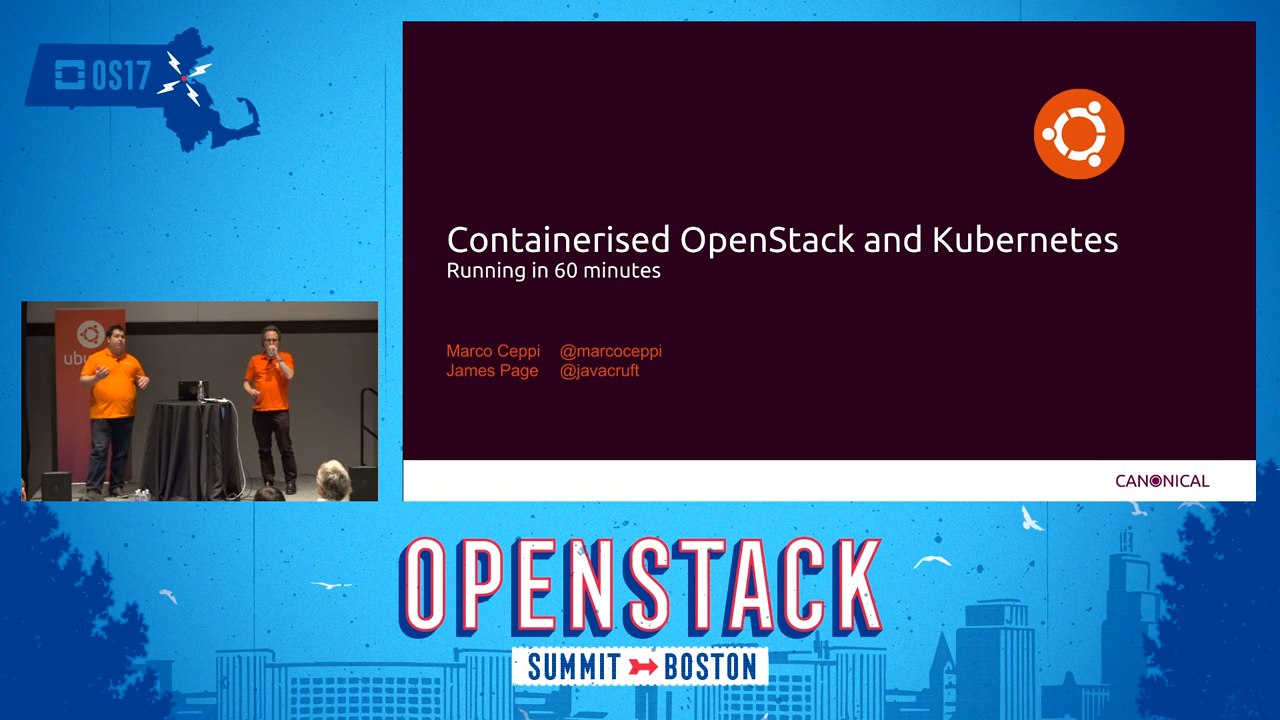 OS17
Containerised OpenStack and Kubernetes
Running in 60 minutes
Marco Ceppi @marcoceppi
James Page @javacruft
CANONICAL
OPENSTACK
SUMMIT BOSTON